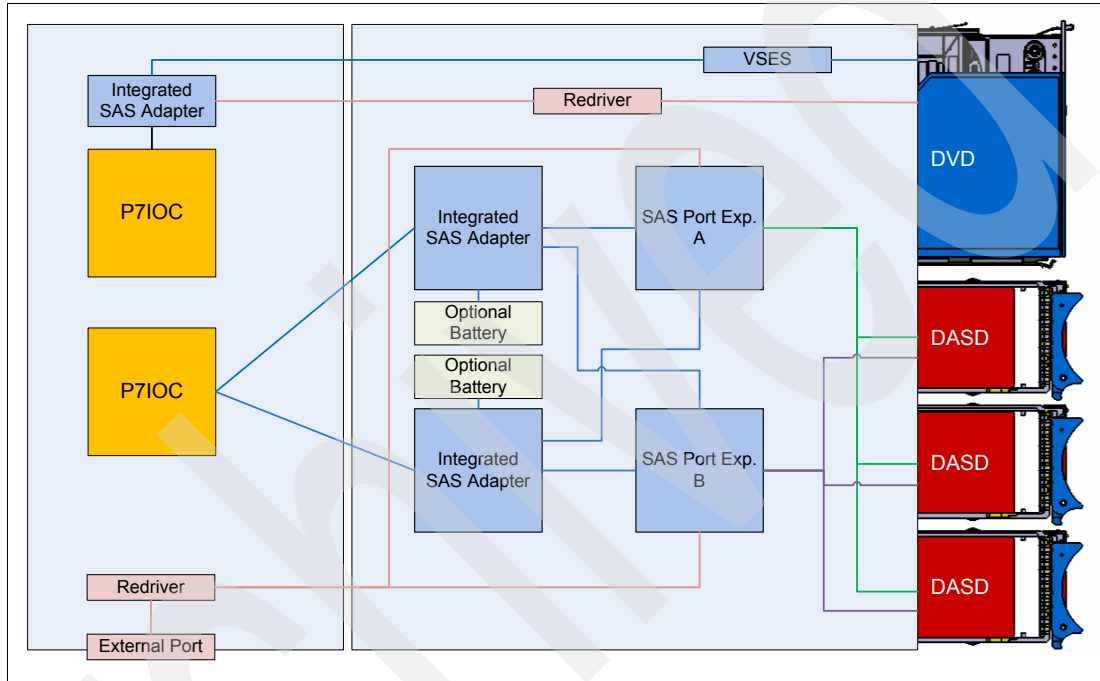 VSES
Integrated
SAS Adapter
Redriver
DVD
P7IOC
Integrated
SAS Adapter
SAS Port Exp.
A
Optional
Battery
DASD
P7IOC
Optional
Battery
Integrated
SAS Adapter
SAS Port Exp.
B
DASD
Redriver
DASD
External Port